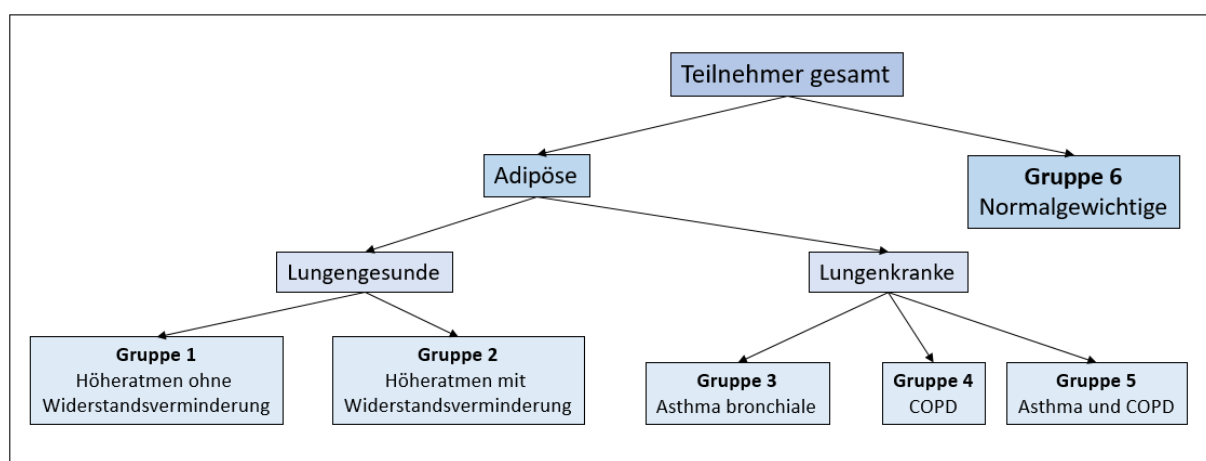 Teilnehmer gesamt
Adipöse
Gruppe 6
Normalgewichtige
Lungengesunde
Lungenkranke
Gruppe 1
Höheratmen ohne
Widerstandsverminderung
Gruppe 2
Höheratmen mit
Widerstandsverminderung
Gruppe 3
Asthma bronchiale
Gruppe 4
COPD
Gruppe 5
Asthma und COPD